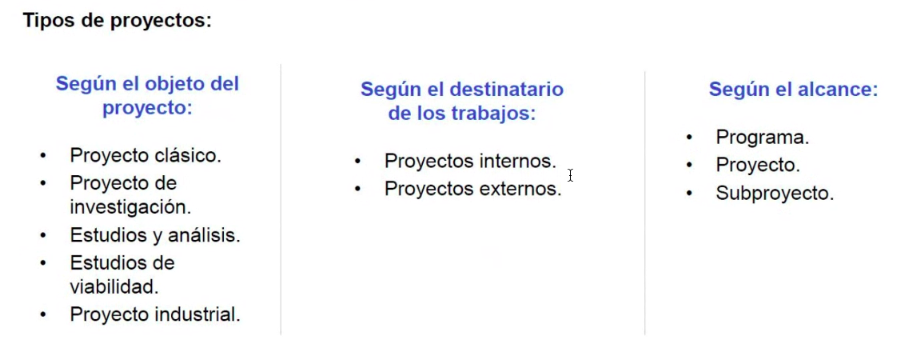 Tipos de proyectos:
Según el objeto del
proyecto:
• Proyecto clásico.
• Proyecto de
investigación.
• Estudios y análisis.
• Estudios de
viabilidad.
• Proyecto industrial.
Según el destinatario
de los trabajos:
• Proyectos internos.
• Proyectos externos.
Según el alcance:
• Programa.
• Proyecto.
• Subproyecto.